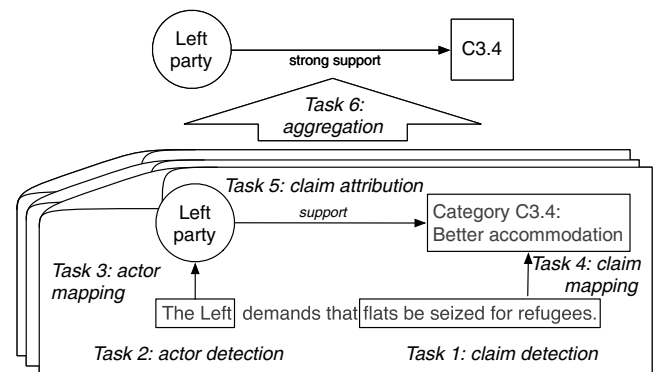 Left
party
strong support
C3.4
Task 6:
aggregation
Task 5: claim attribution
Left
party
support
Category C3.4:
Better accommodation
Task 3: actor
mapping
Task 4: claim
mapping
The Left demands that flats be seized for refugees.
Task 2: actor detection
Task 1: claim detection